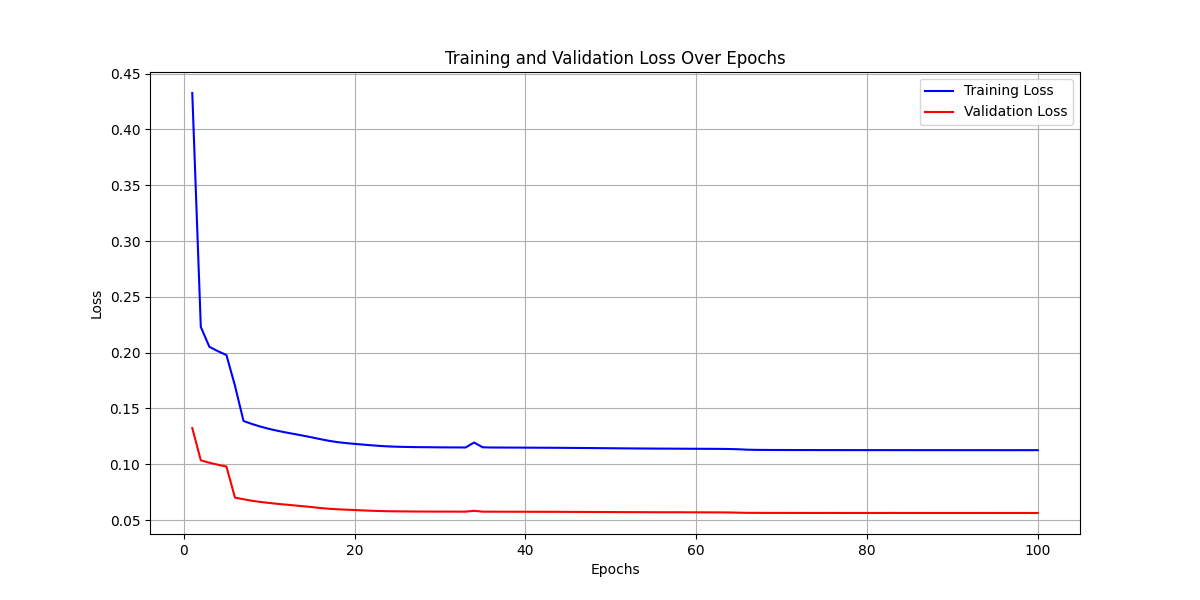 Training and Validation Loss Over Epochs
Training Loss
Validation Loss
Loss
0.45
0.40
0.35
0.30
0.25
0.20
0.15
0.10
0.05
0 20 40 60 80 100
Epochs